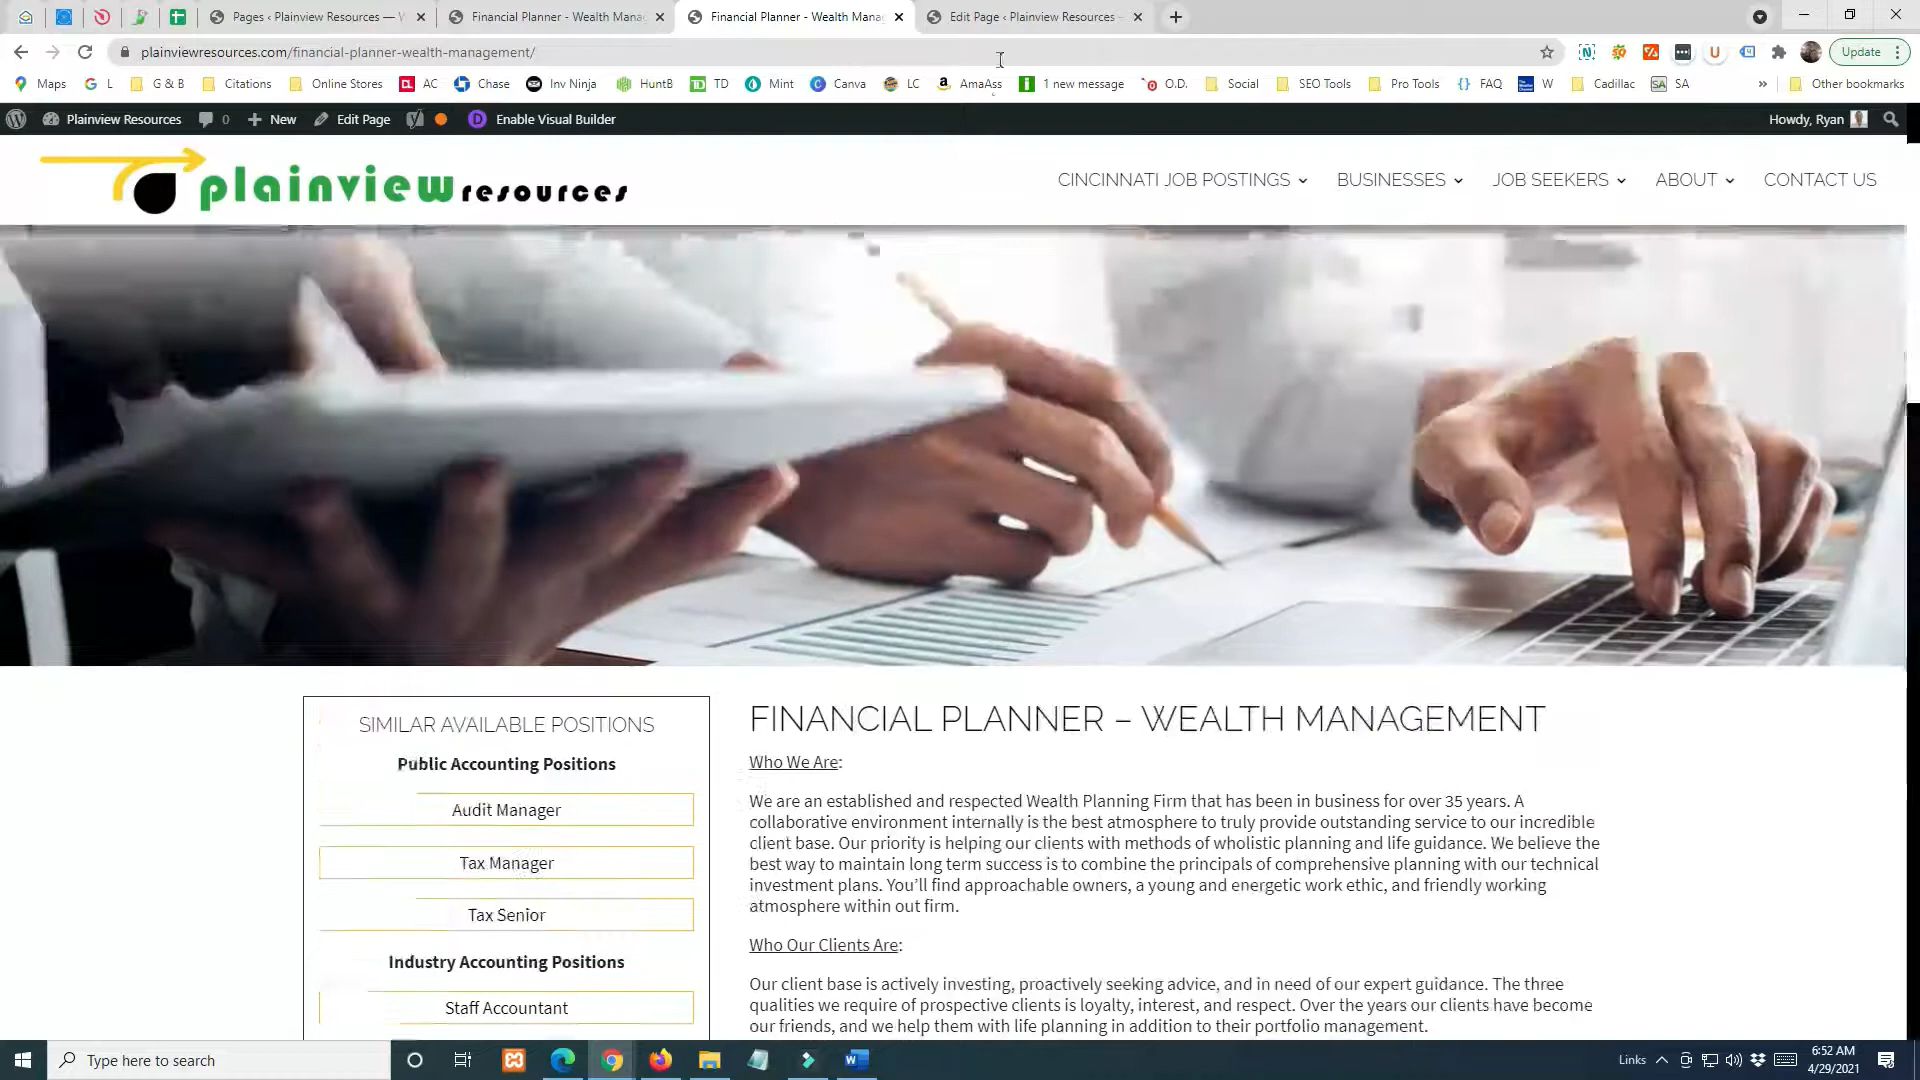 Pages ‹ Plainview Resources — W
Financial Planner - Wealth Mana
Financial Planner - Wealth Mana
Edit Page ‹ Plainview Resources -
plainviewresources.com/financial-planner-wealth-management/
Update
Maps
G L
G & B
Citations
Online Stores
AC
Chase
Inv Ninja
HuntB
TD
Mint
Canva
LC
AmaAss
1 new message
O.D.
Social
SEO Tools
Pro Tools
FAQ
W
Cadillac
SA SA
Other bookmarks
Plainview Resources
0
New
Edit Page
D Enable Visual Builder
Howdy, Ryan
plainview resources
CINCINNATI JOB POSTINGS
BUSINESSES
JOB SEEKERS
ABOUT
CONTACT US
SIMILAR AVAILABLE POSITIONS
Public Accounting Positions
Audit Manager
Tax Manager
Tax Senior
Industry Accounting Positions
Staff Accountant
FINANCIAL PLANNER – WEALTH MANAGEMENT
Who We Are:
We are an established and respected Wealth Planning Firm that has been in business for over 35 years. A
collaborative environment internally is the best atmosphere to truly provide outstanding service to our incredible
client base. Our priority is helping our clients with methods of wholistic planning and life guidance. We believe the
best way to maintain long term success is to combine the principals of comprehensive planning with our technical
investment plans. You’ll find approachable owners, a young and energetic work ethic, and friendly working
atmosphere within out firm.
Who Our Clients Are:
Our client base is actively investing, proactively seeking advice, and in need of our expert guidance. The three
qualities we require of prospective clients is loyalty, interest, and respect. Over the years our clients have become
our friends, and we help them with life planning in addition to their portfolio management.
Type here to search
Links
6:52 AM
4/29/2021